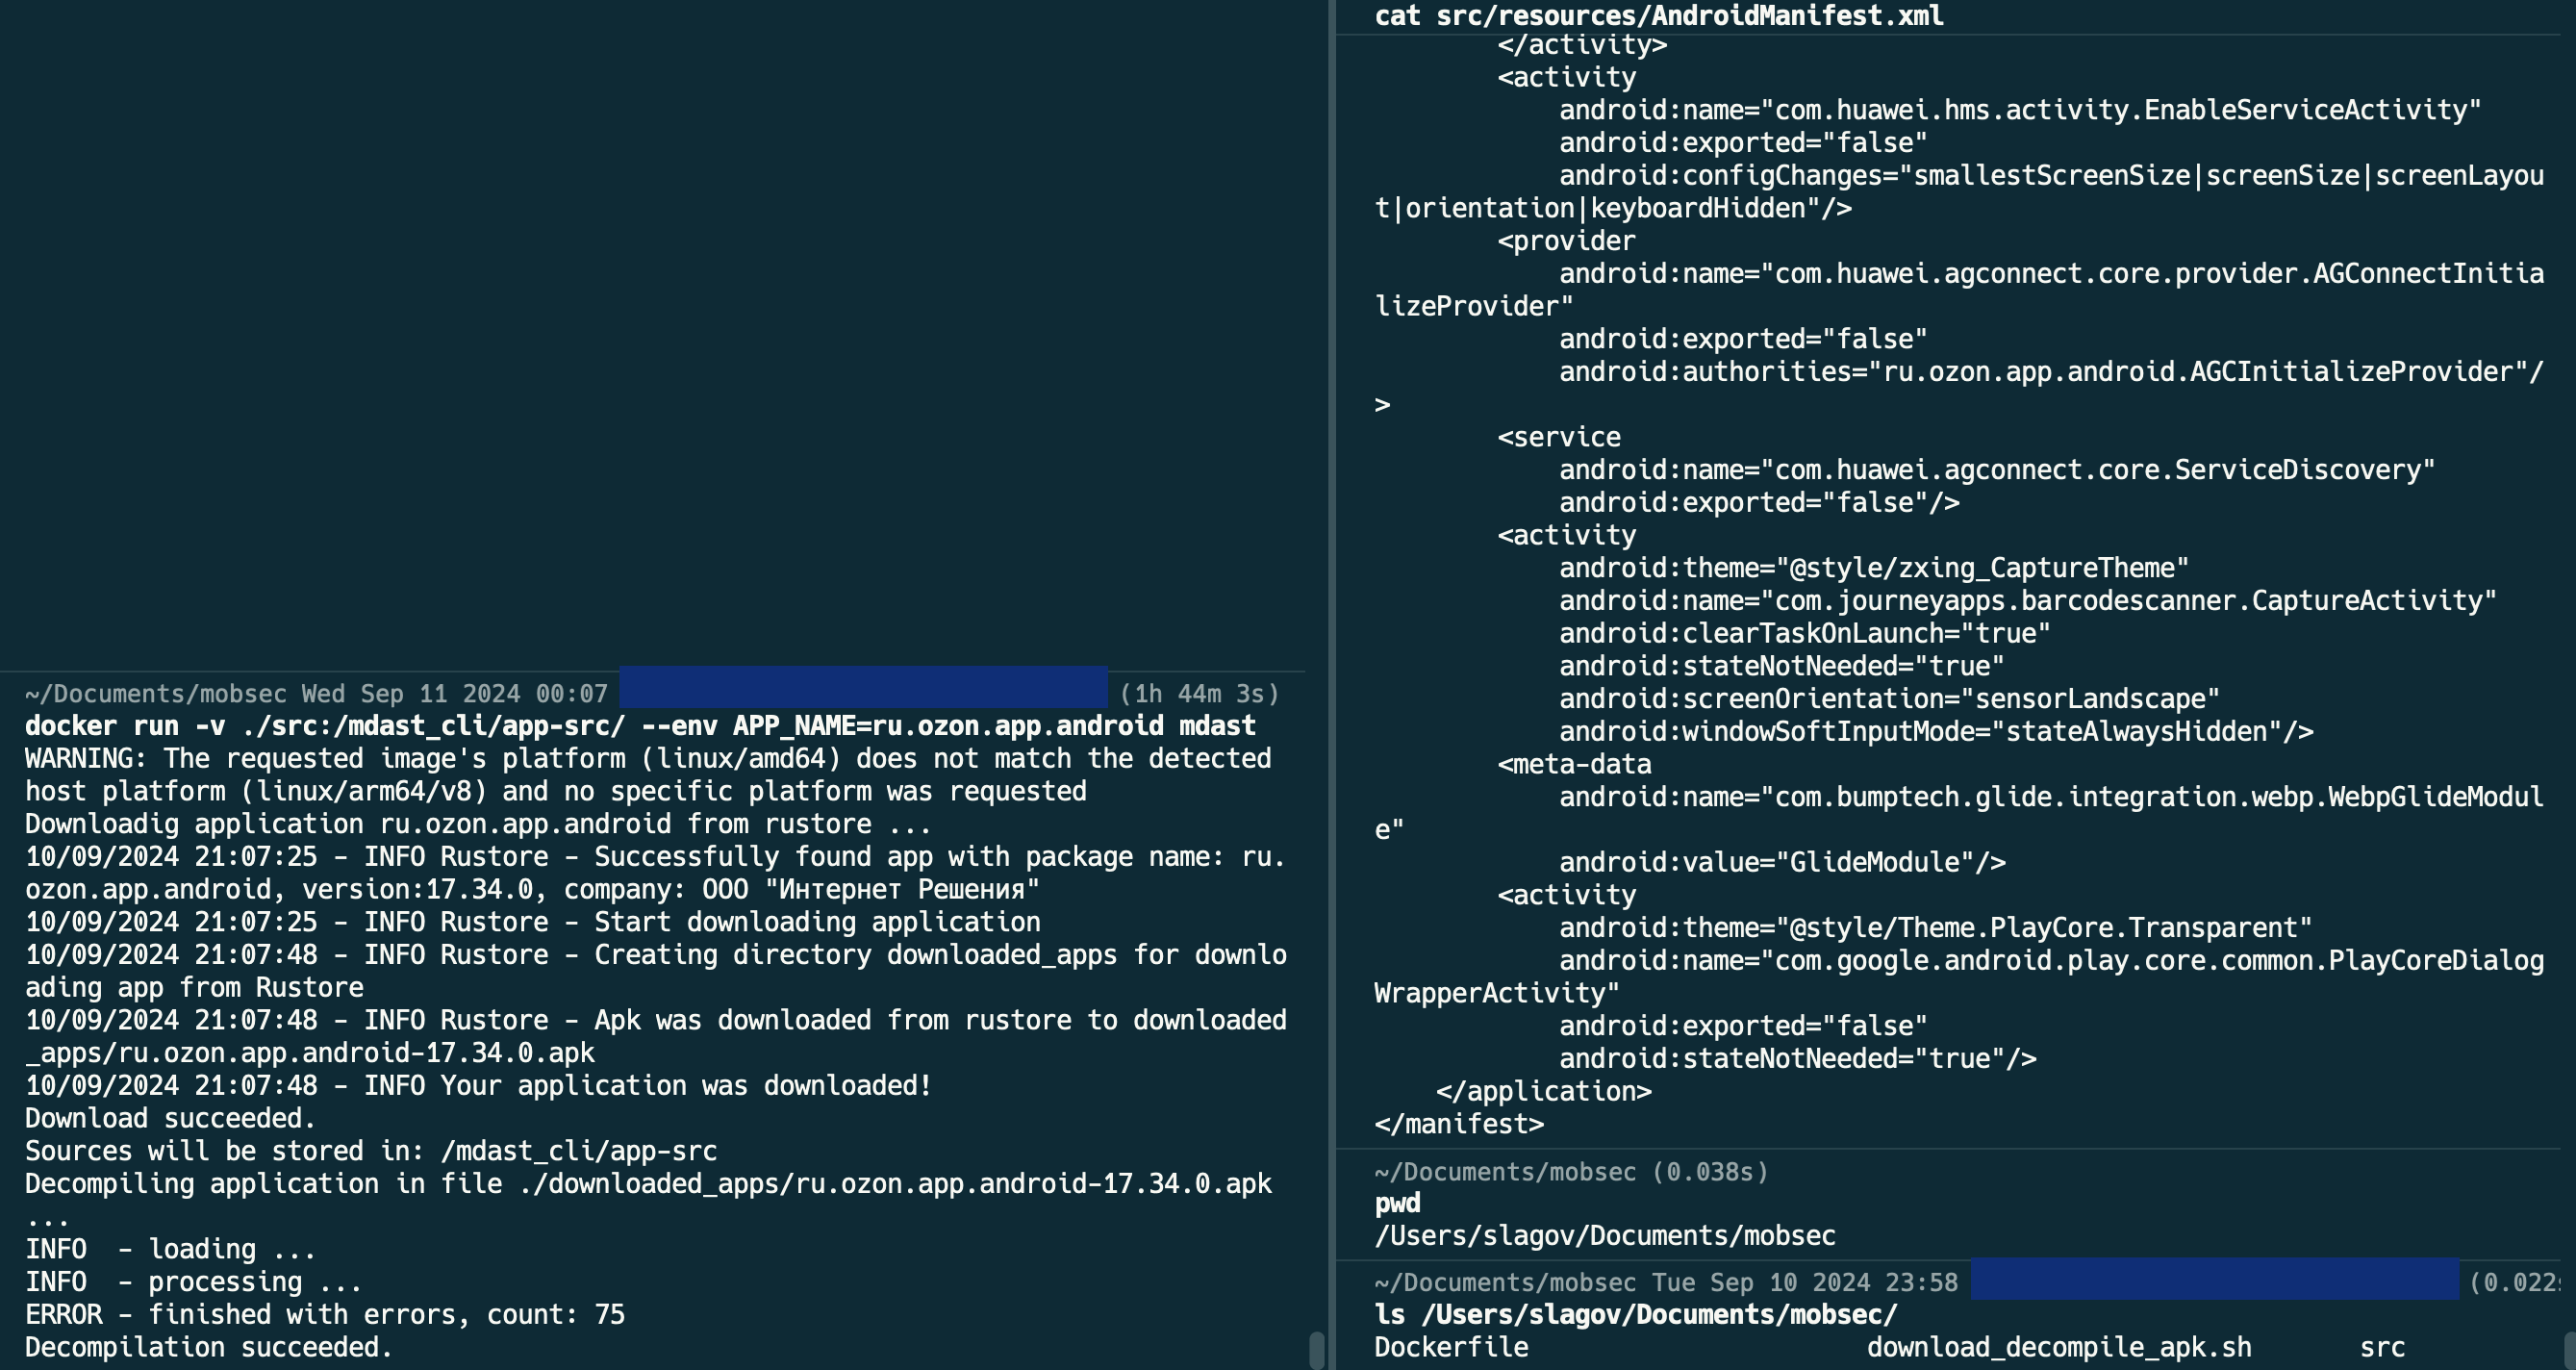 ~/Documents/mobsec Wed Sep 11 2024 00:07 (1h 44m 3s)
docker run -v ./src:/mdast_cli/app-src/ --env APP_NAME=ru.ozon.app.android mdast
WARNING: The requested image's platform (linux/amd64) does not match the detected
host platform (linux/arm64/v8) and no specific platform was requested
Downloadig application ru.ozon.app.android from rustore ...
10/09/2024 21:07:25 - INFO Rustore - Successfully found app with package name: ru.
ozon.app.android, version:17.34.0, company: ООО "Интернет Решения"
10/09/2024 21:07:25 - INFO Rustore - Start downloading application
10/09/2024 21:07:48 - INFO Rustore - Creating directory downloaded_apps for downlo
ading app from Rustore
10/09/2024 21:07:48 - INFO Rustore - Apk was downloaded from rustore to downloaded
_apps/ru.ozon.app.android-17.34.0.apk
10/09/2024 21:07:48 - INFO Your application was downloaded!
Download succeeded.
Sources will be stored in: /mdast_cli/app-src
Decompiling application in file ./downloaded_apps/ru.ozon.app.android-17.34.0.apk
...
INFO  - loading ...
INFO  - processing ...
ERROR - finished with errors, count: 75
Decompilation succeeded.
cat src/resources/AndroidManifest.xml
        </activity>
        <activity
            android:name="com.huawei.hms.activity.EnableServiceActivity"
            android:exported="false"
            android:configChanges="smallestScreenSize|screenSize|screenLayou
t|orientation|keyboardHidden"/>
        <provider
            android:name="com.huawei.agconnect.core.provider.AGConnectInitia
lizeProvider"
            android:exported="false"
            android:authorities="ru.ozon.app.android.AGCInitializeProvider"/
>
        <service
            android:name="com.huawei.agconnect.core.ServiceDiscovery"
            android:exported="false"/>
        <activity
            android:theme="@style/zxing_CaptureTheme"
            android:name="com.journeyapps.barcodescanner.CaptureActivity"
            android:clearTaskOnLaunch="true"
            android:stateNotNeeded="true"
            android:screenOrientation="sensorLandscape"
            android:windowSoftInputMode="stateAlwaysHidden"/>
        <meta-data
            android:name="com.bumptech.glide.integration.webp.WebpGlideModul
e"
            android:value="GlideModule"/>
        <activity
            android:theme="@style/Theme.PlayCore.Transparent"
            android:name="com.google.android.play.core.common.PlayCoreDialog
WrapperActivity"
            android:exported="false"
            android:stateNotNeeded="true"/>
    </application>
</manifest>
~/Documents/mobsec (0.038s)
pwd
/Users/slagov/Documents/mobsec
~/Documents/mobsec Tue Sep 10 2024 23:58 (0.022s
ls /Users/slagov/Documents/mobsec/
Dockerfile download_decompile_apk.sh src